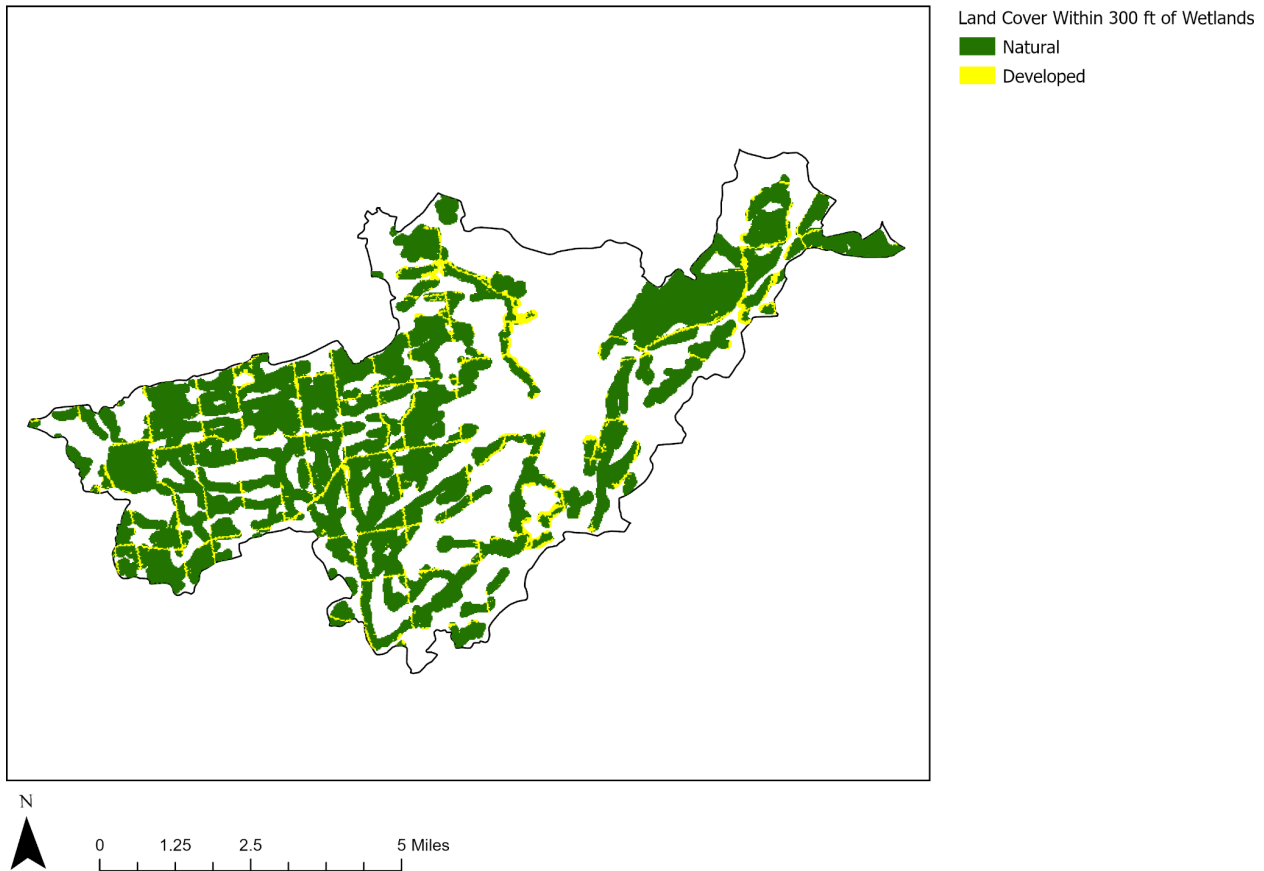 Land Cover Within 300 ft of Wetlands
Natural
Developed
N
0 1.25 2.5 5 Miles